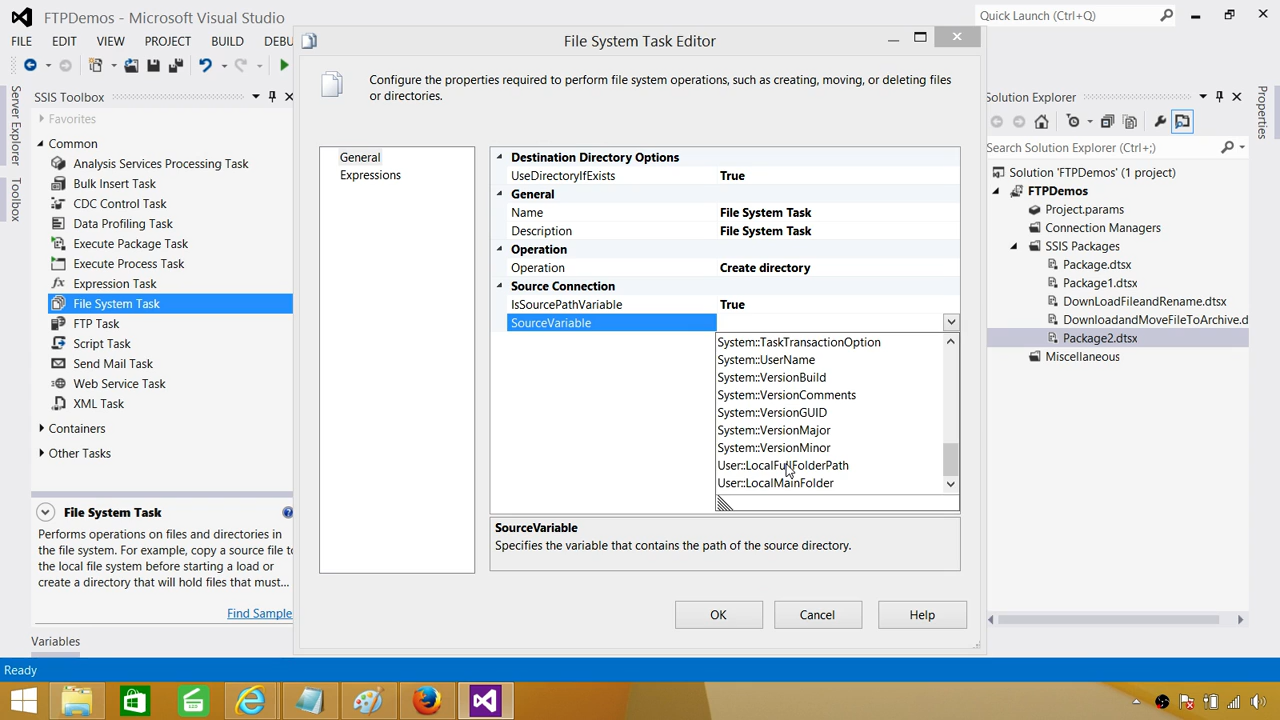 FTPDemos - Microsoft Visual Studio
Quick Launch (Ctrl+Q)
FILE EDIT VIEW PROJECT BUILD DEBU
File System Task Editor
Configure the properties required to perform file system operations, such as creating, moving, or deleting files
or directories.
Server Explorer
Toolbox
SSIS Toolbox
Favorites
Common
Analysis Services Processing Task
Bulk Insert Task
CDC Control Task
Data Profiling Task
Execute Package Task
Execute Process Task
Expression Task
File System Task
FTP Task
Script Task
Send Mail Task
Web Service Task
XML Task
Containers
Other Tasks
File System Task
Performs operations on files and directories in
the file system. For example, copy a source file to
the local file system before starting a load or
create a directory that will hold files that must...
Find Sample
Variables
Ready
General
Expressions
Destination Directory Options
UseDirectoryIfExists True
General
Name File System Task
Description File System Task
Operation
Operation Create directory
Source Connection
IsSourcePathVariable True
SourceVariable
System::TaskTransactionOption
System::UserName
System::VersionBuild
System::VersionComments
System::VersionGUID
System::VersionMajor
System::VersionMinor
User::LocalFullFolderPath
User::LocalMainFolder
SourceVariable
Specifies the variable that contains the path of the source directory.
OK Cancel Help
Solution Explorer
Search Solution Explorer (Ctrl+;)
Solution 'FTPDemos' (1 project)
FTPDemos
Project.params
Connection Managers
SSIS Packages
Package.dtsx
Package1.dtsx
DownLoadFileandRename.dtsx
DownloadandMoveFileToArchive.d
Package2.dtsx
Miscellaneous
Properties